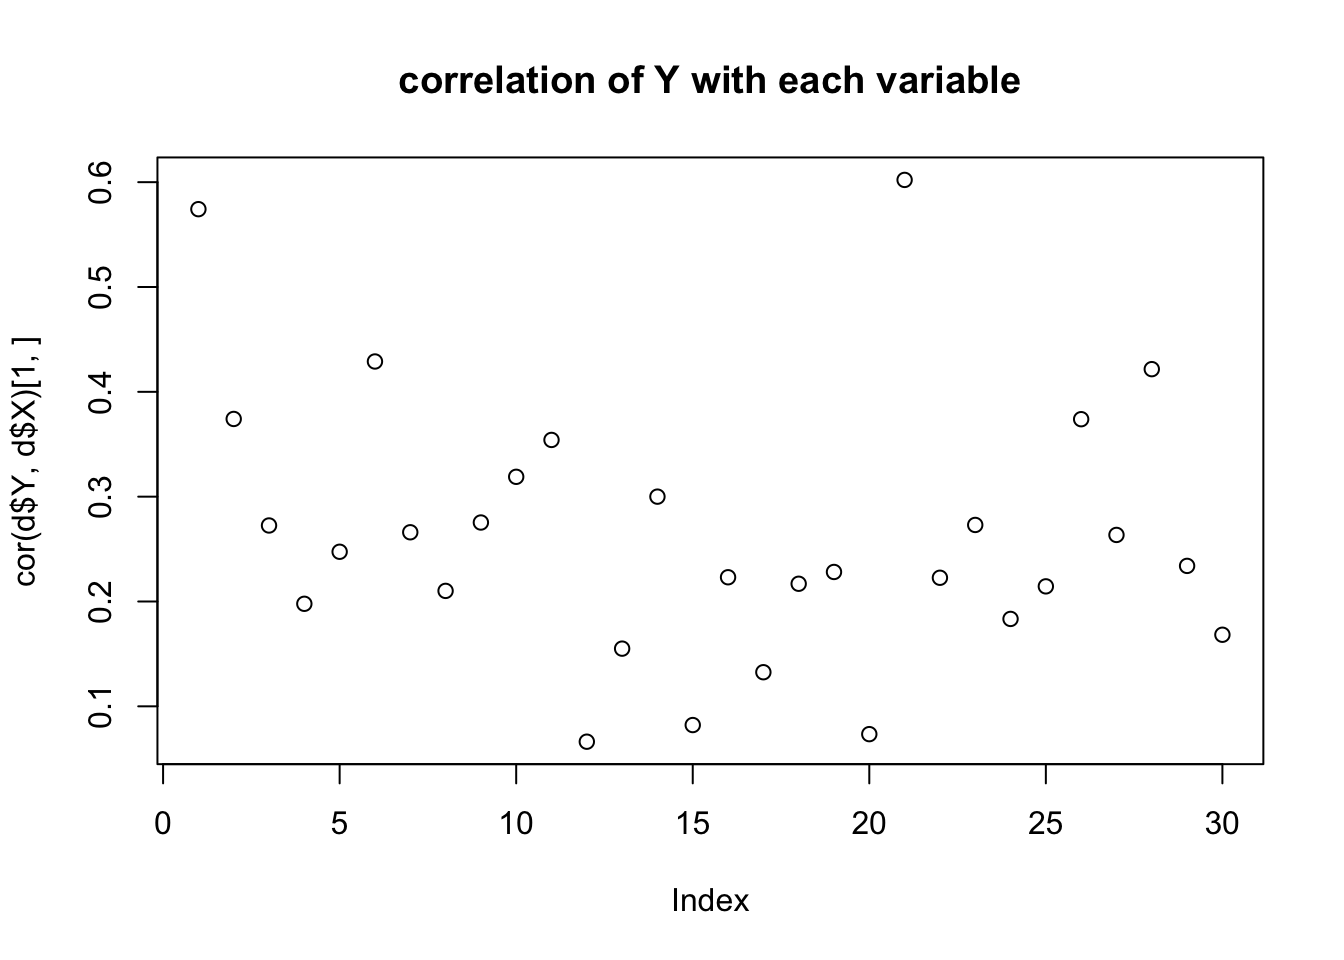 correlation of Y with each variable
cor(d$Y, d$X)[1, ]
0.6
0.5
0.4
0.3
0.2
0.1
0 5 10 15 20 25 30
Index